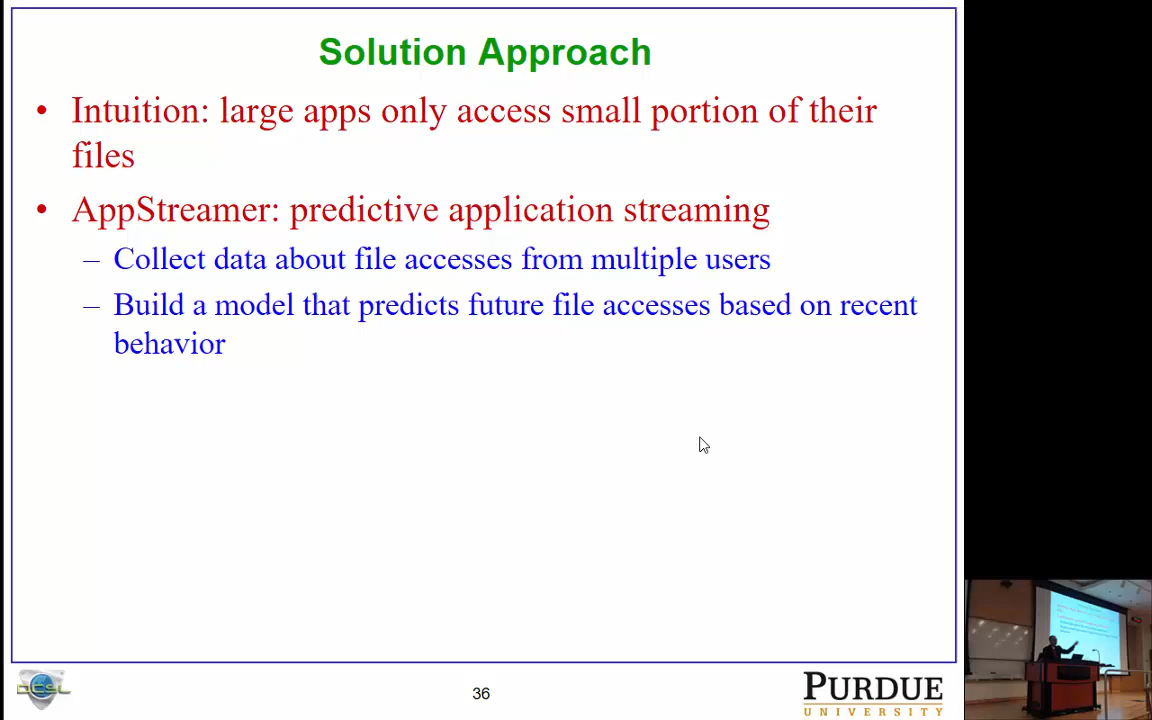 Solution Approach
• Intuition: large apps only access small portion of their
files
• AppStreamer: predictive application streaming
– Collect data about file accesses from multiple users
– Build a model that predicts future file accesses based on recent
behavior
DCSL
36
PURDUE
UNIVERSITY